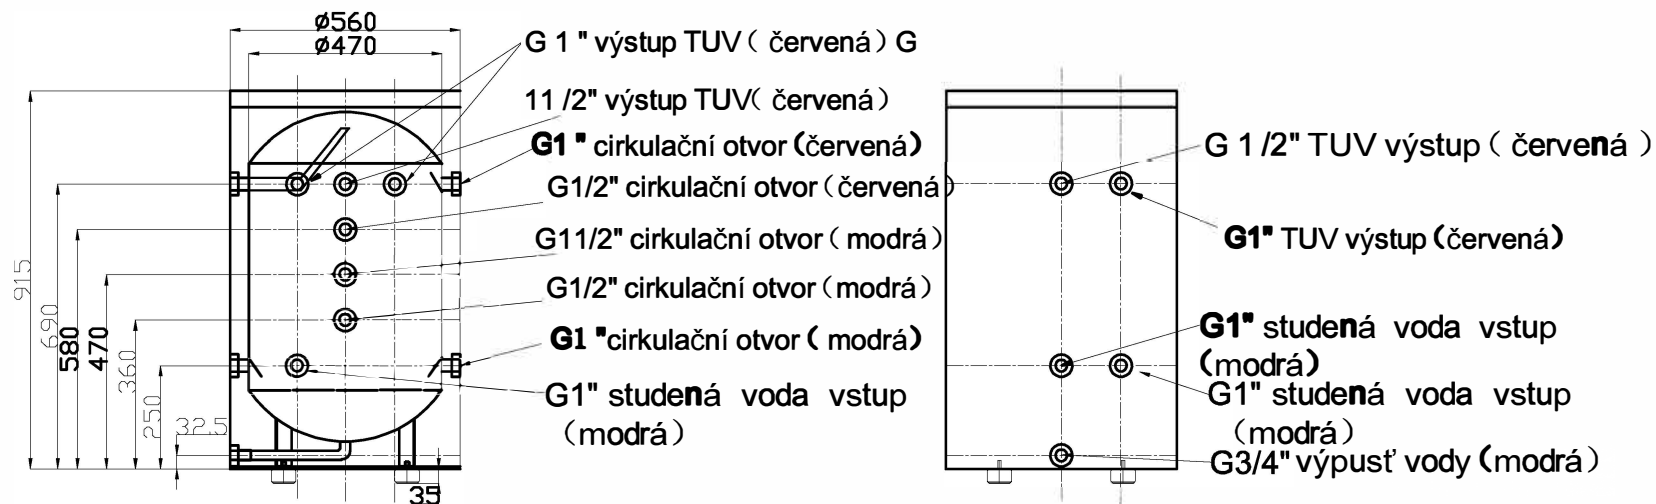 ø560
ø470
G 1 " výstup TUV ( červená) G
11 /2" výstup TUV( červená)
G1 " cirkulační otvor (červená)
G1/2" cirkulační otvor ( červená
G11/2" cirkulační otvor ( modrá)
G1/2" cirkulační otvor (modrá)
G1 "cirkulační otvor ( modrá)
G1" studená voda vstup
(modrá)
915
690
580
470
360
250
32.5
35
G 1 /2" TUV výstup ( červená )
G1" TUV výstup (červená)
G1" studená voda vstup
(modrá)
G1" studená voda vstup
(modrá)
G3/4" výpusť vody (modrá)